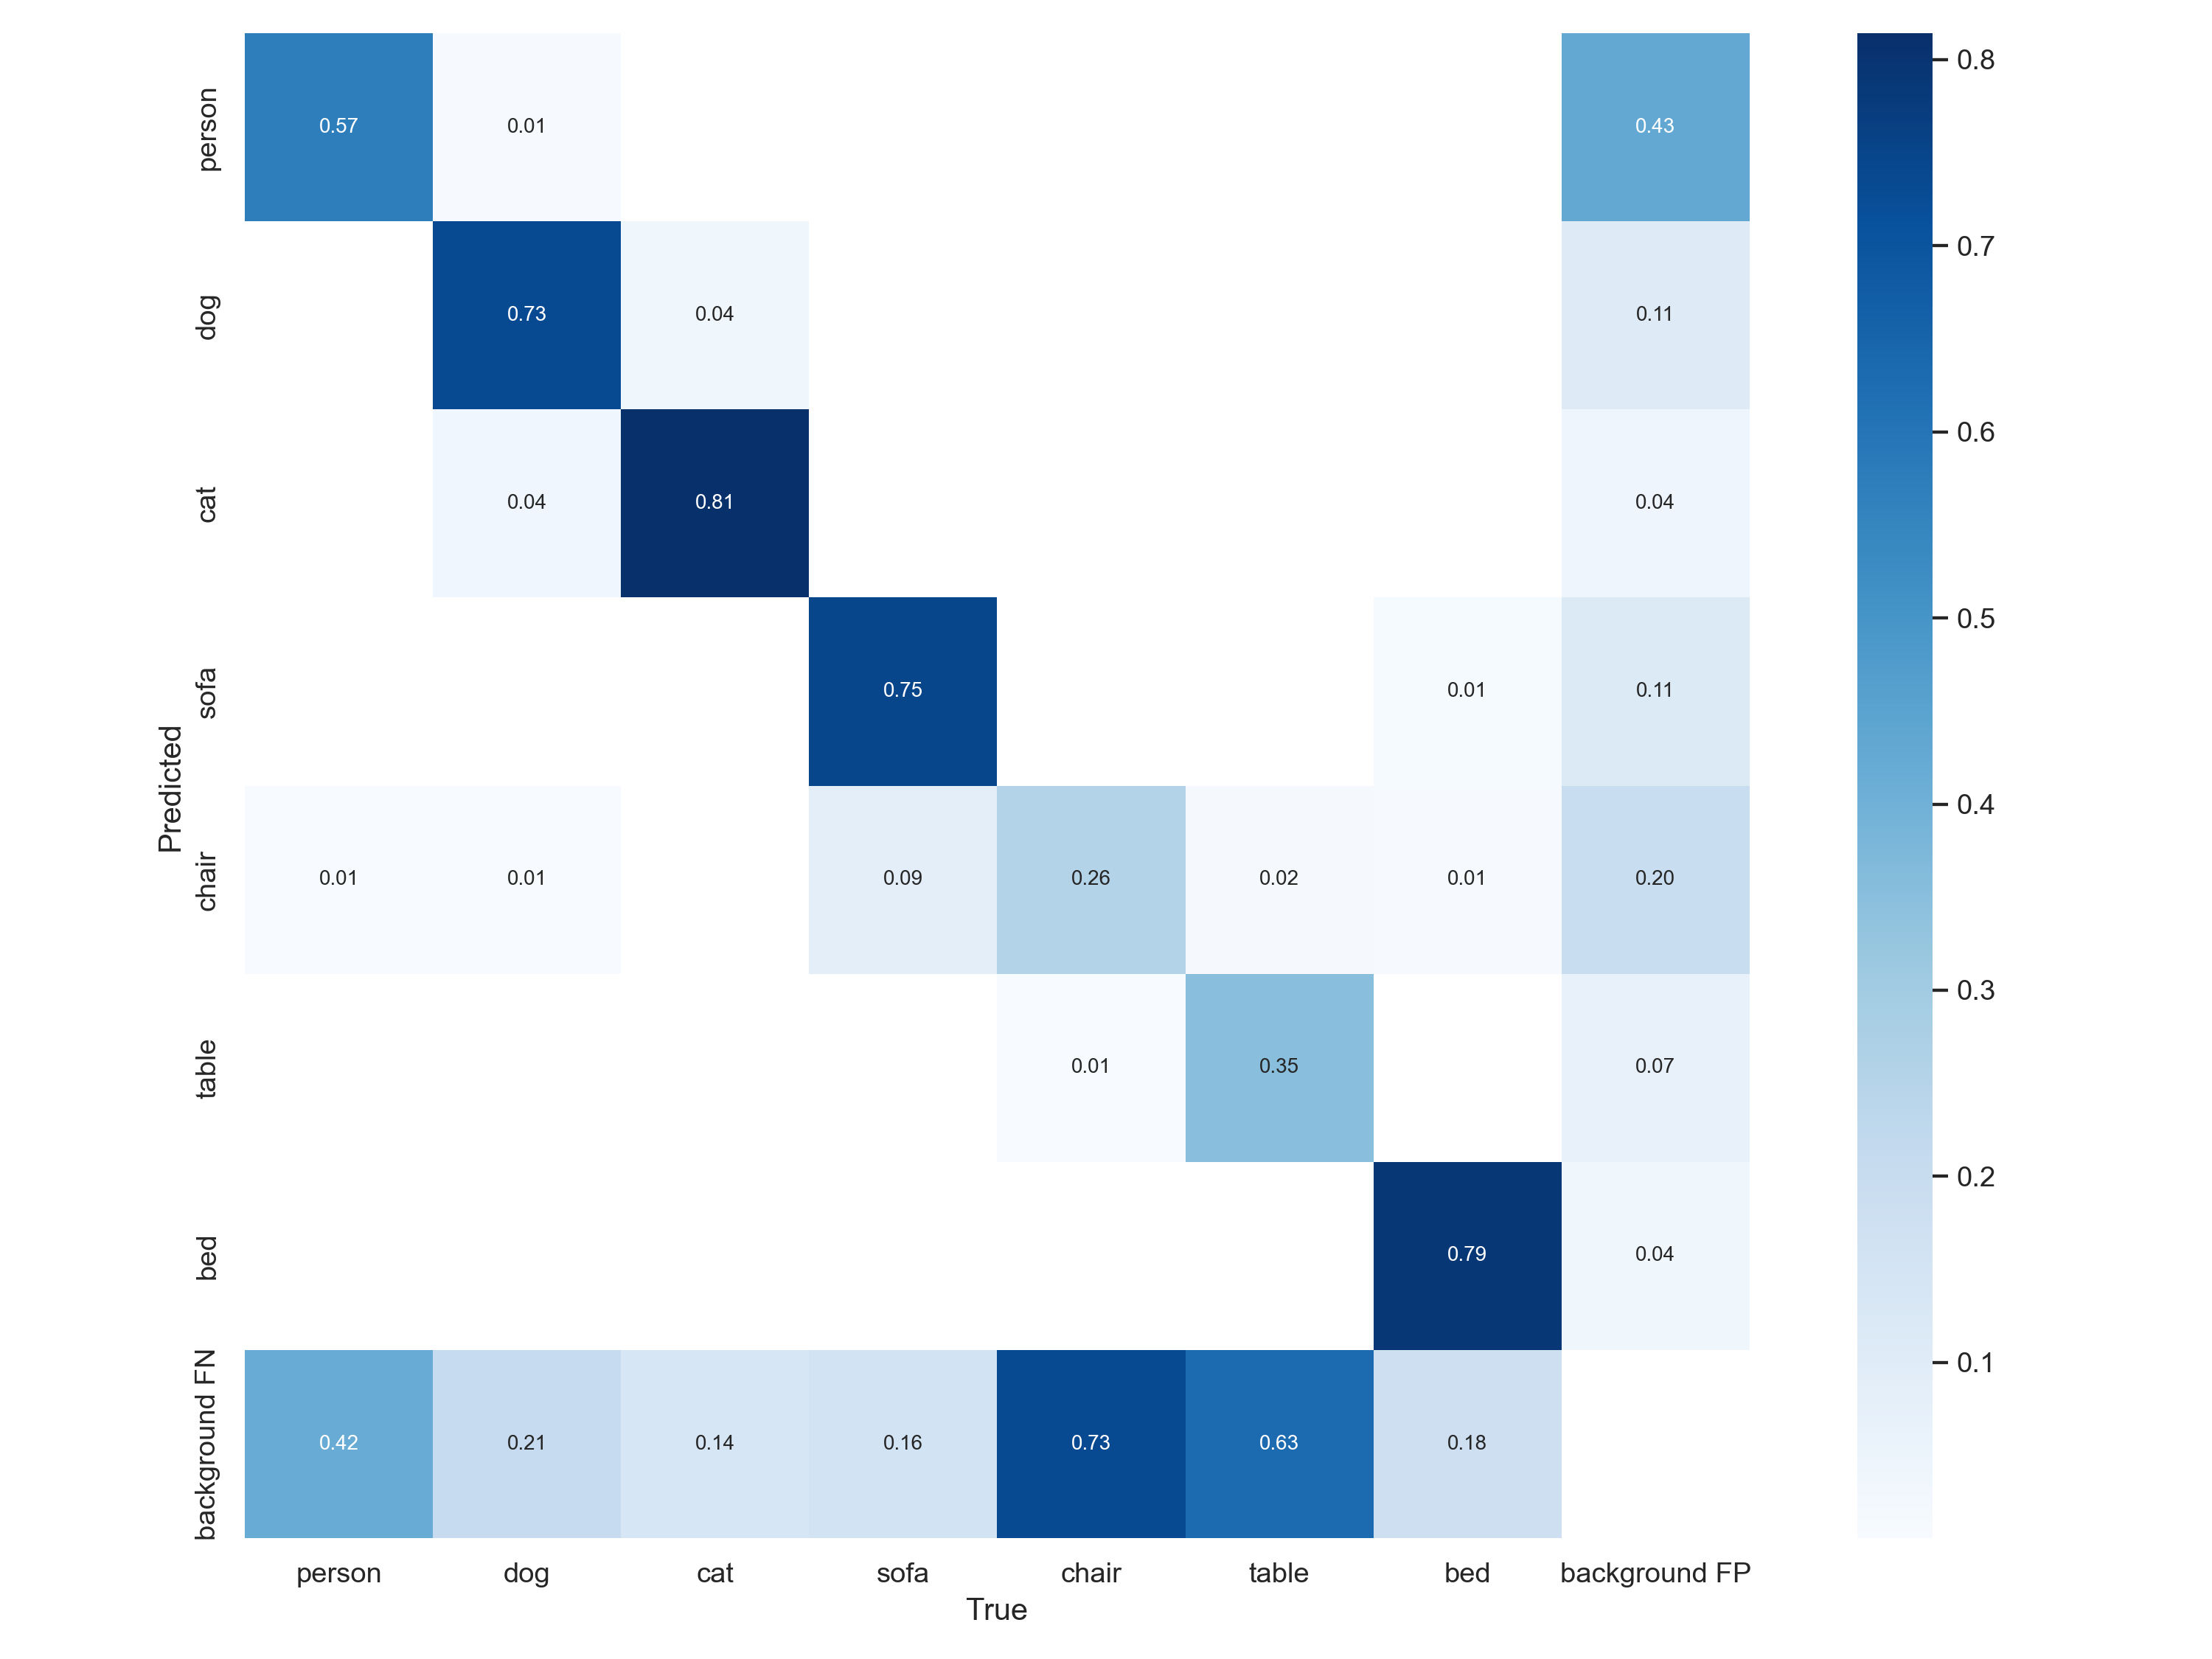 person 0.57 0.01 0.43
dog 0.73 0.04 0.11
cat 0.04 0.81 0.04
sofa 0.75 0.01 0.11
chair 0.01 0.01 0.09 0.26 0.02 0.01 0.20
table 0.01 0.35 0.07
bed 0.79 0.04
background FN 0.42 0.21 0.14 0.16 0.73 0.63 0.18
Predicted
person dog cat sofa chair table bed background FP
True
0.8
0.7
0.6
0.5
0.4
0.3
0.2
0.1